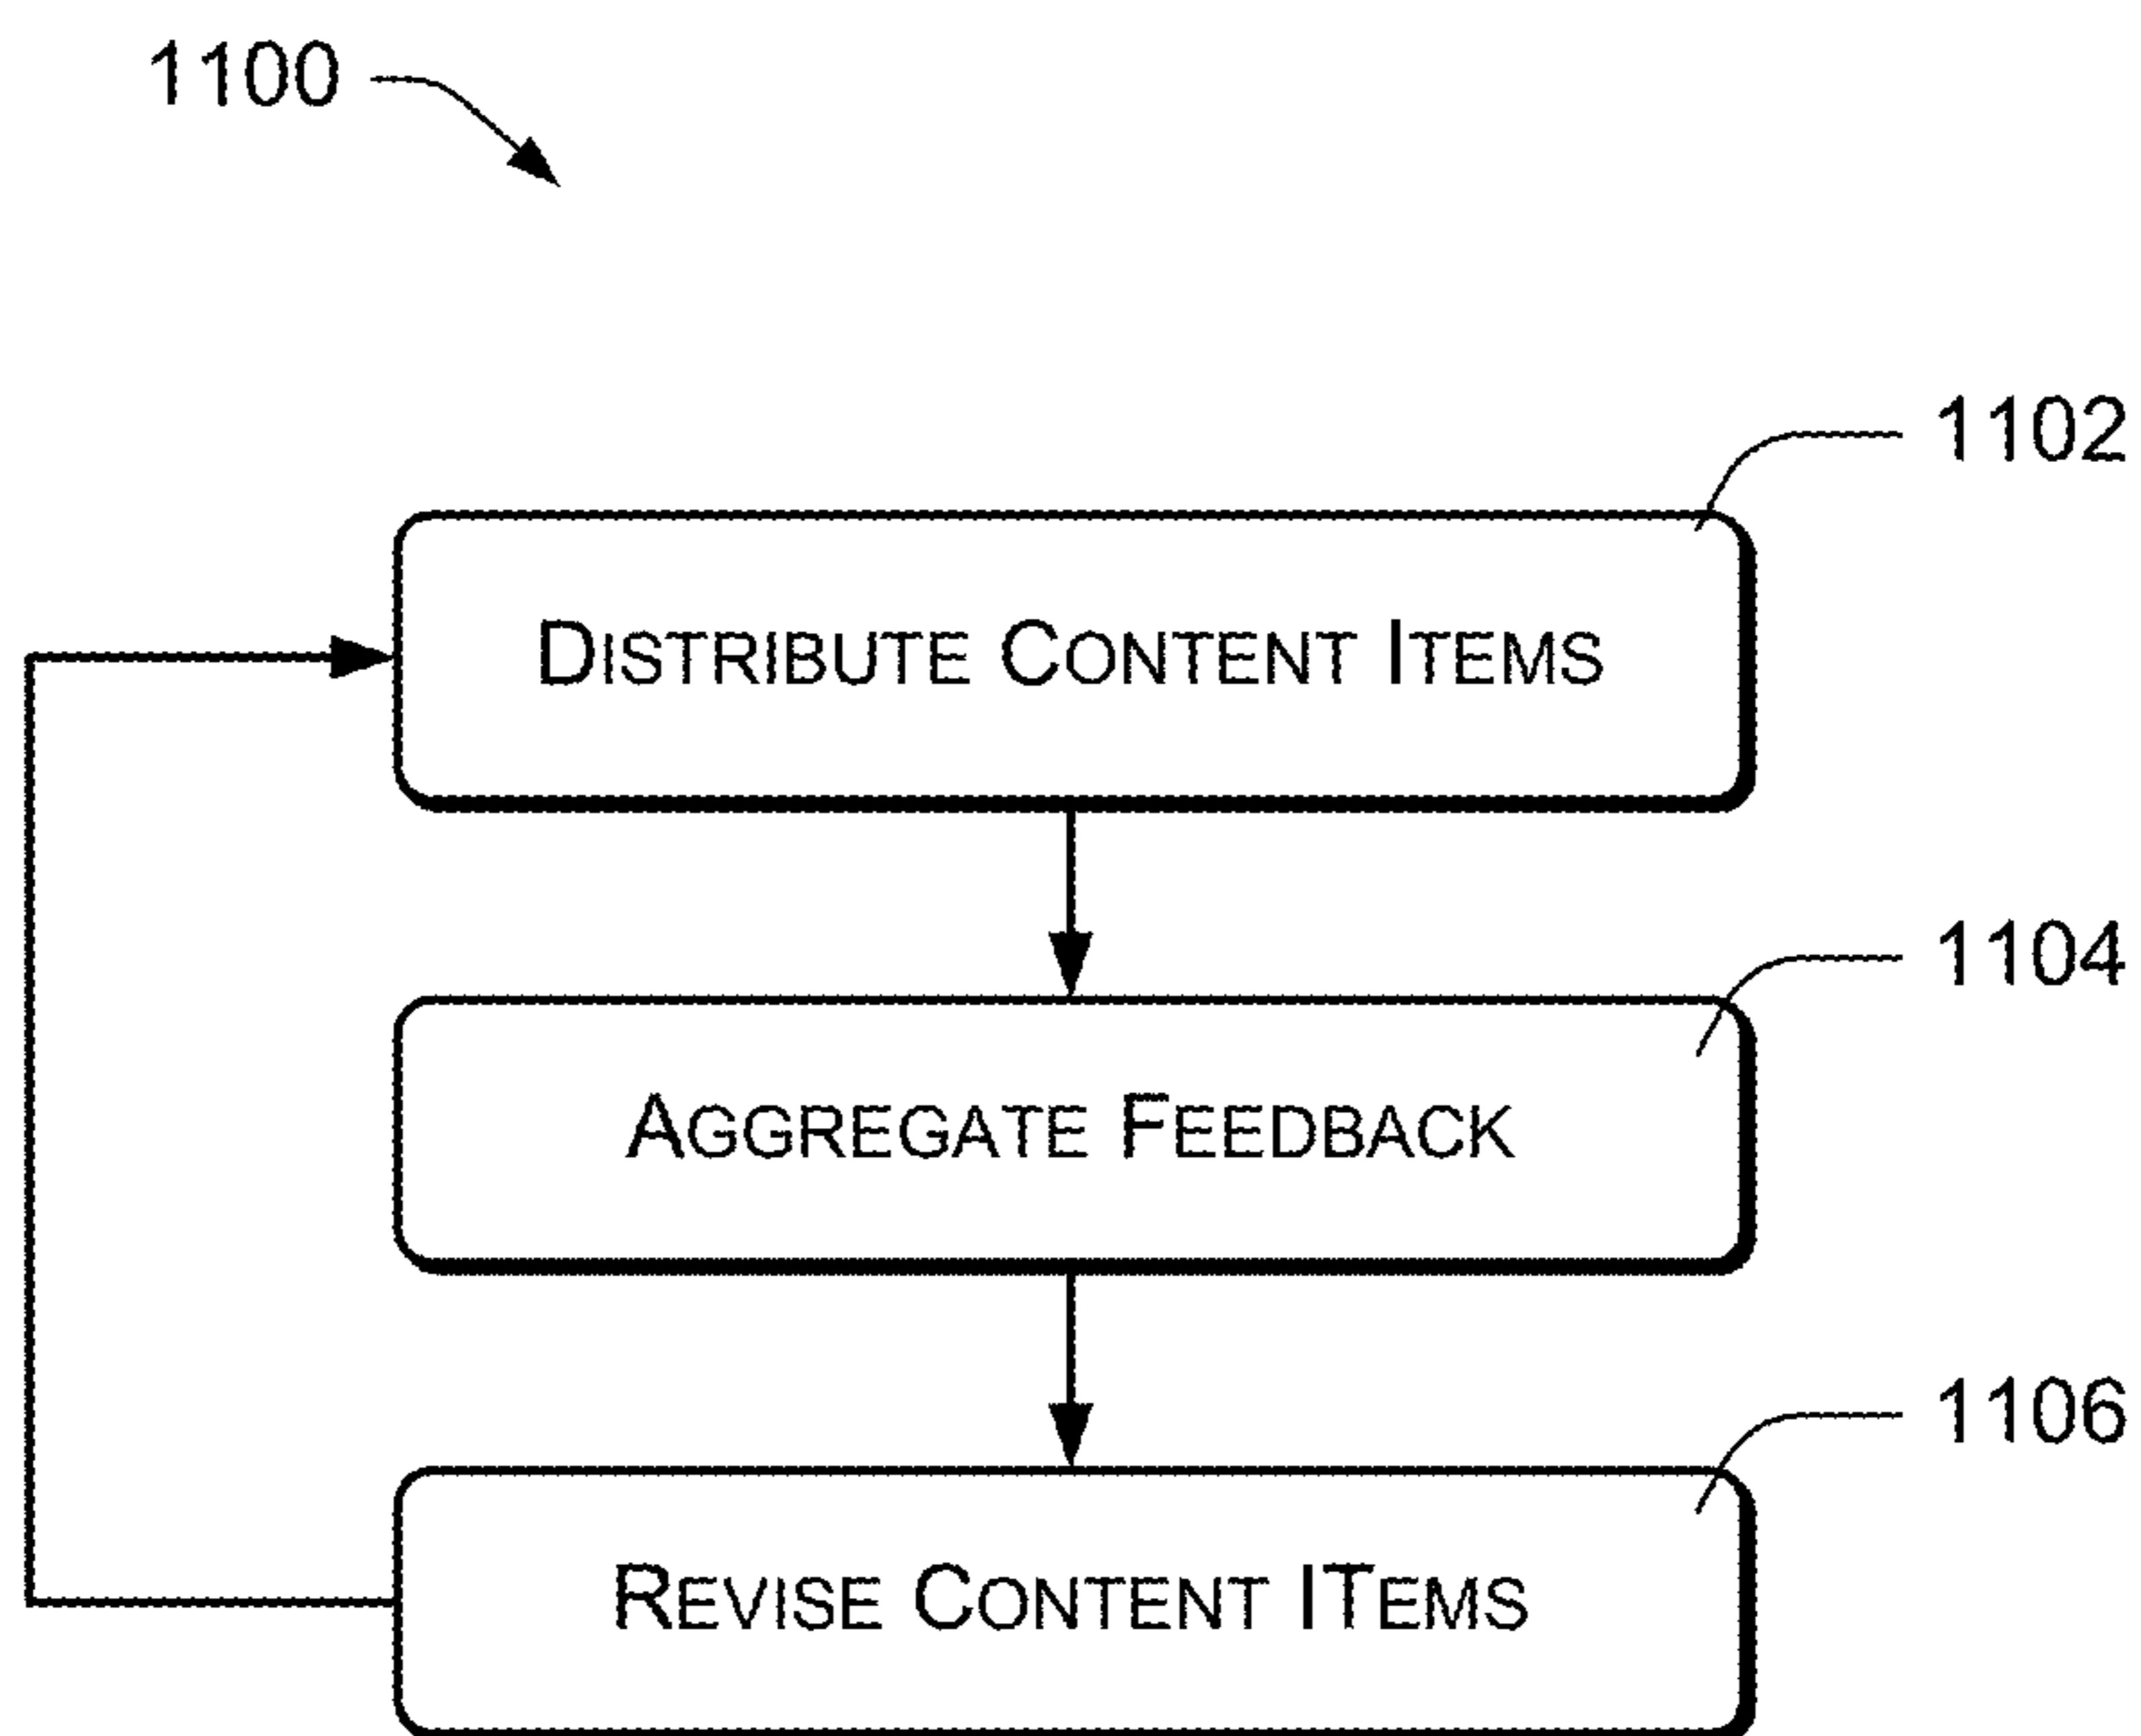 1100
1102
DISTRIBUTE CONTENT ITEMS
1104
AGGREGATE FEEDBACK
1106
REVISE CONTENT ITEMS